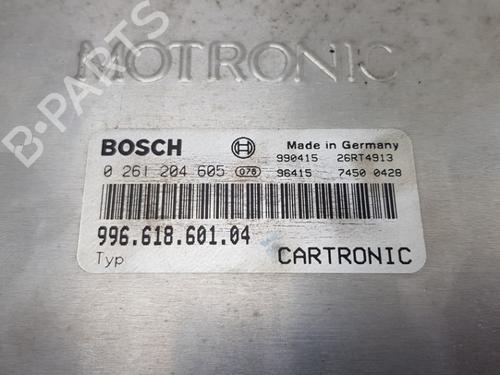 B-PARTS
MOTRONIC
BOSCH Made in Germany
990415 26RT4913
0 261 204 605 078 96415 7450 0428
996.618.601.04
Typ CARTRONIC